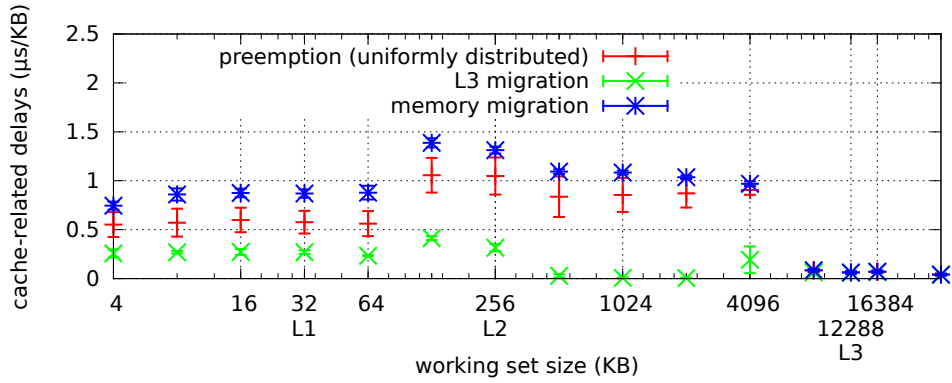 cache-related delays (µs/KB)
2.5
2
1.5
1
0.5
0
preemption (uniformly distributed)
L3 migration
memory migration
4 16 32 64 256 1024 4096 16384
L1 L2 12288
L3
working set size (KB)